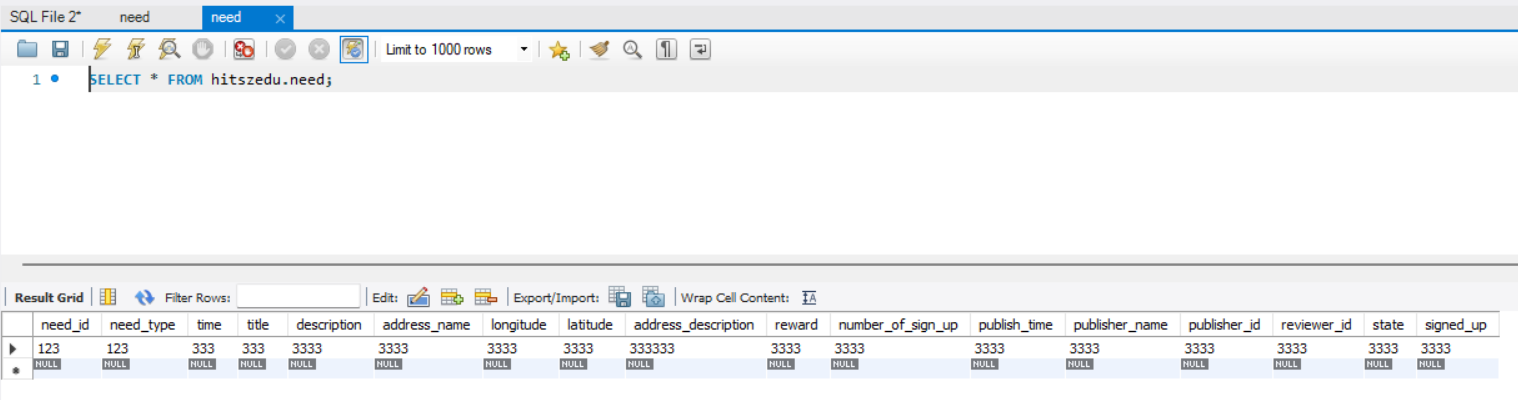 SQL File 2* need need ×
Limit to 1000 rows
1 SELECT * FROM hitszedu.need;
Result Grid Filter Rows: Edit: Export/Import: Wrap Cell Content: IA
need_id need_type time title description address_name longitude latitude address_description reward number_of_sign_up publish_time publisher_name publisher_id reviewer_id state signed_up
123 123 333 333 3333 3333 3333 3333 333333 3333 3333 3333 3333 3333 3333 3333 3333
NULL NULL NULL NULL NULL NULL NULL NULL NULL NULL NULL NULL NULL NULL NULL NULL NULL